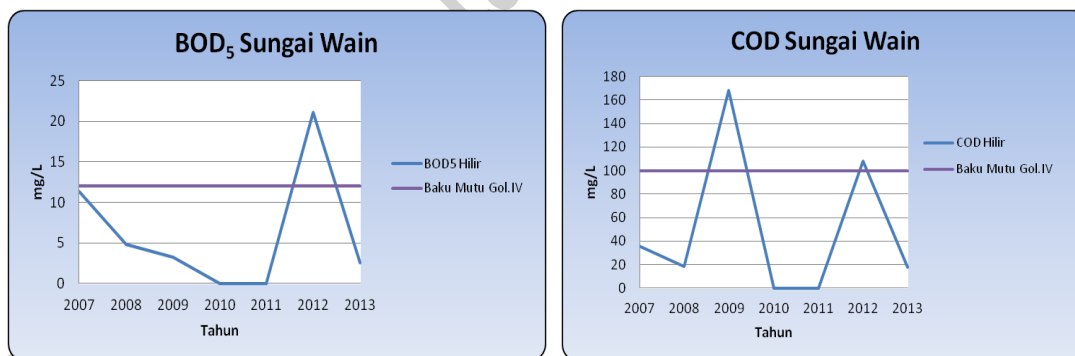 BOD₅ Sungai Wain
25
20
15
10
5
0
mg/L
2007 2008 2009 2010 2011 2012 2013
Tahun
BOD5 Hilir
Baku Mutu Gol.IV
COD Sungai Wain
180
160
140
120
100
80
60
40
20
0
mg/L
2007 2008 2009 2010 2011 2012 2013
Tahun
COD Hilir
Baku Mutu Gol.IV